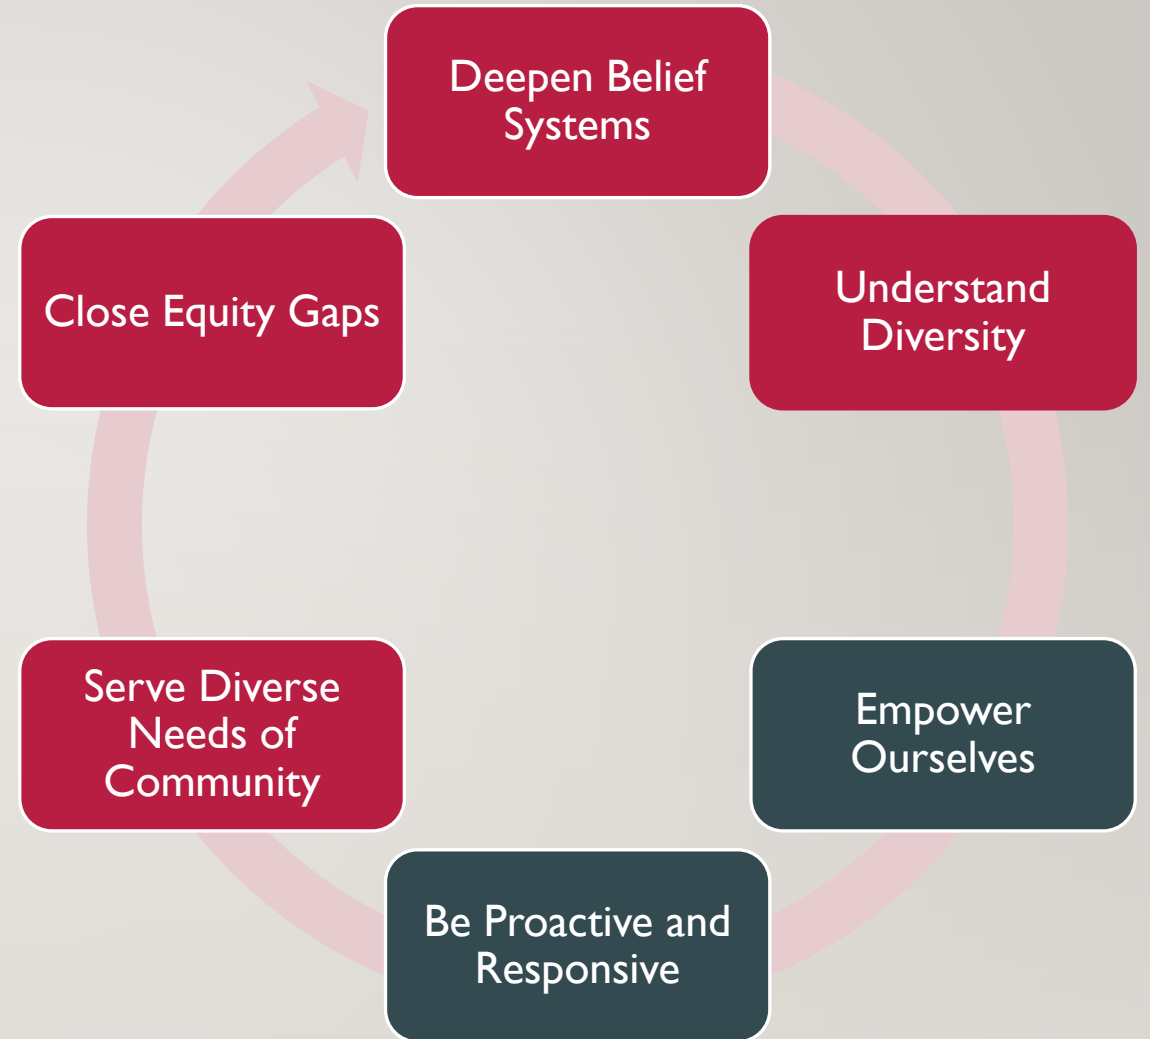 Deepen Belief
Systems
Understand
Diversity
Empower
Ourselves
Be Proactive and
Responsive
Serve Diverse
Needs of
Community
Close Equity Gaps